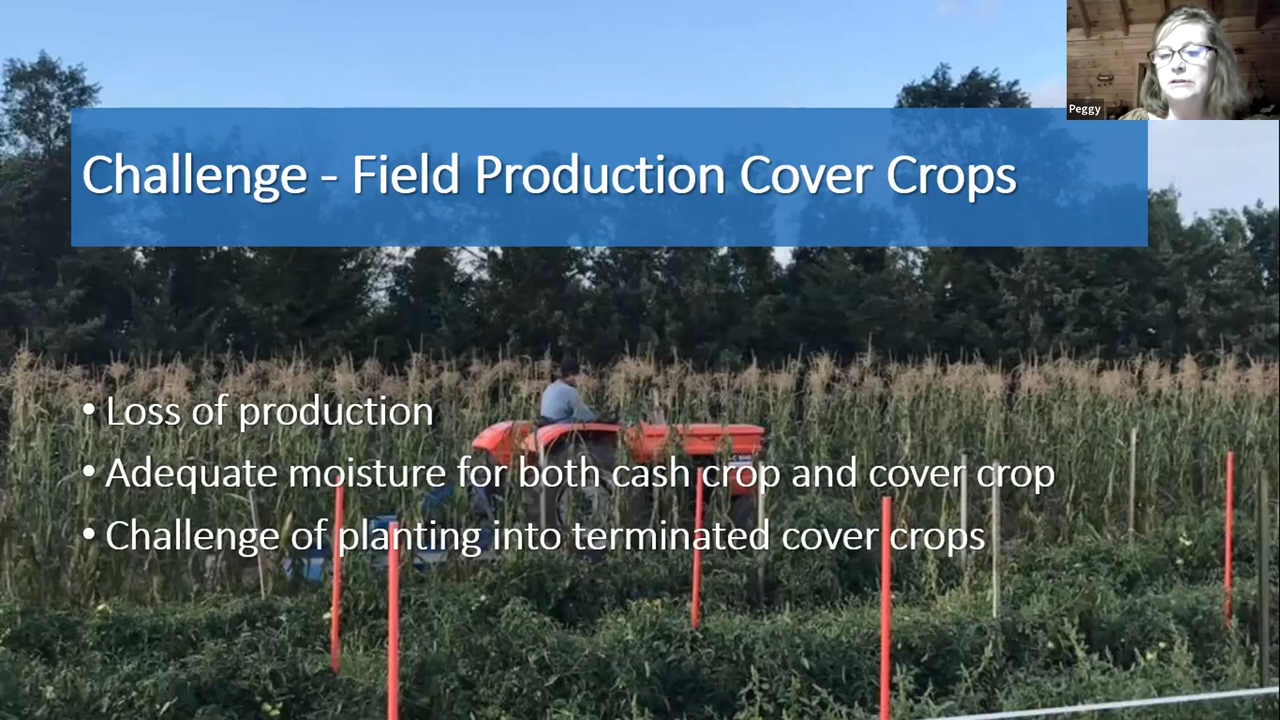 Peggy
Challenge - Field Production Cover Crops
• Loss of production
• Adequate moisture for both cash crop and cover crop
• Challenge of planting into terminated cover crops